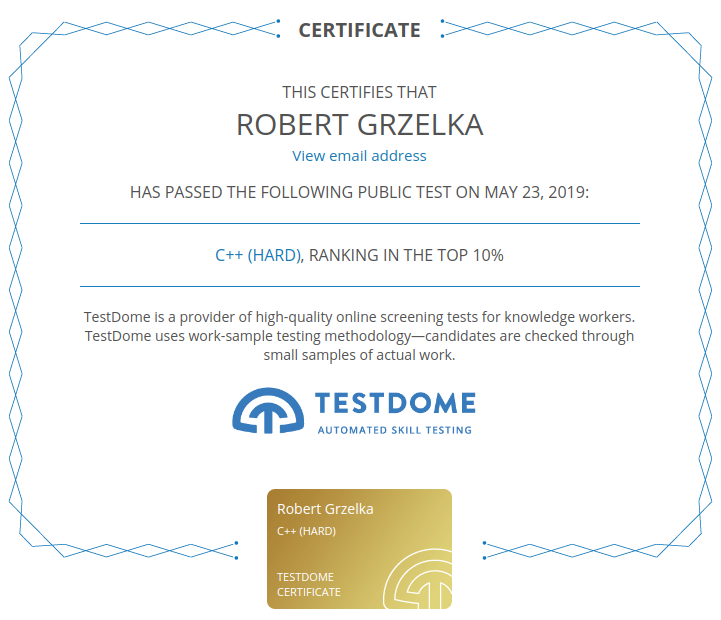 CERTIFICATE
THIS CERTIFIES THAT
ROBERT GRZELKA
View email address
HAS PASSED THE FOLLOWING PUBLIC TEST ON MAY 23, 2019:
C++ (HARD), RANKING IN THE TOP 10%
TestDome is a provider of high-quality online screening tests for knowledge workers.
TestDome uses work-sample testing methodology—candidates are checked through
small samples of actual work.
TESTDOME
AUTOMATED SKILL TESTING
Robert Grzelka
C++ (HARD)
TESTDOME
CERTIFICATE